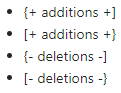 {+ additions +]
[+ additions +}
{- deletions -]
[- deletions -}